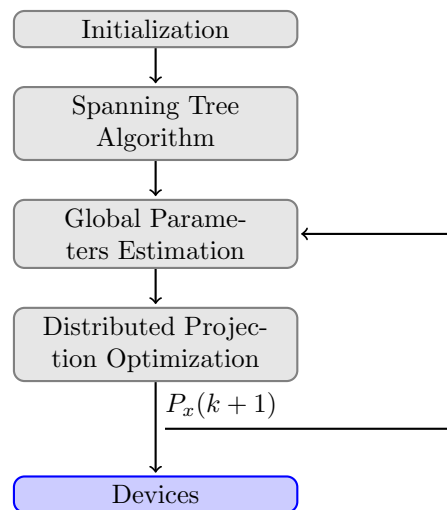 Initialization
Spanning Tree
Algorithm
Global Parame-
ters Estimation
Distributed Projec-
tion Optimization
P_x(k + 1)
Devices